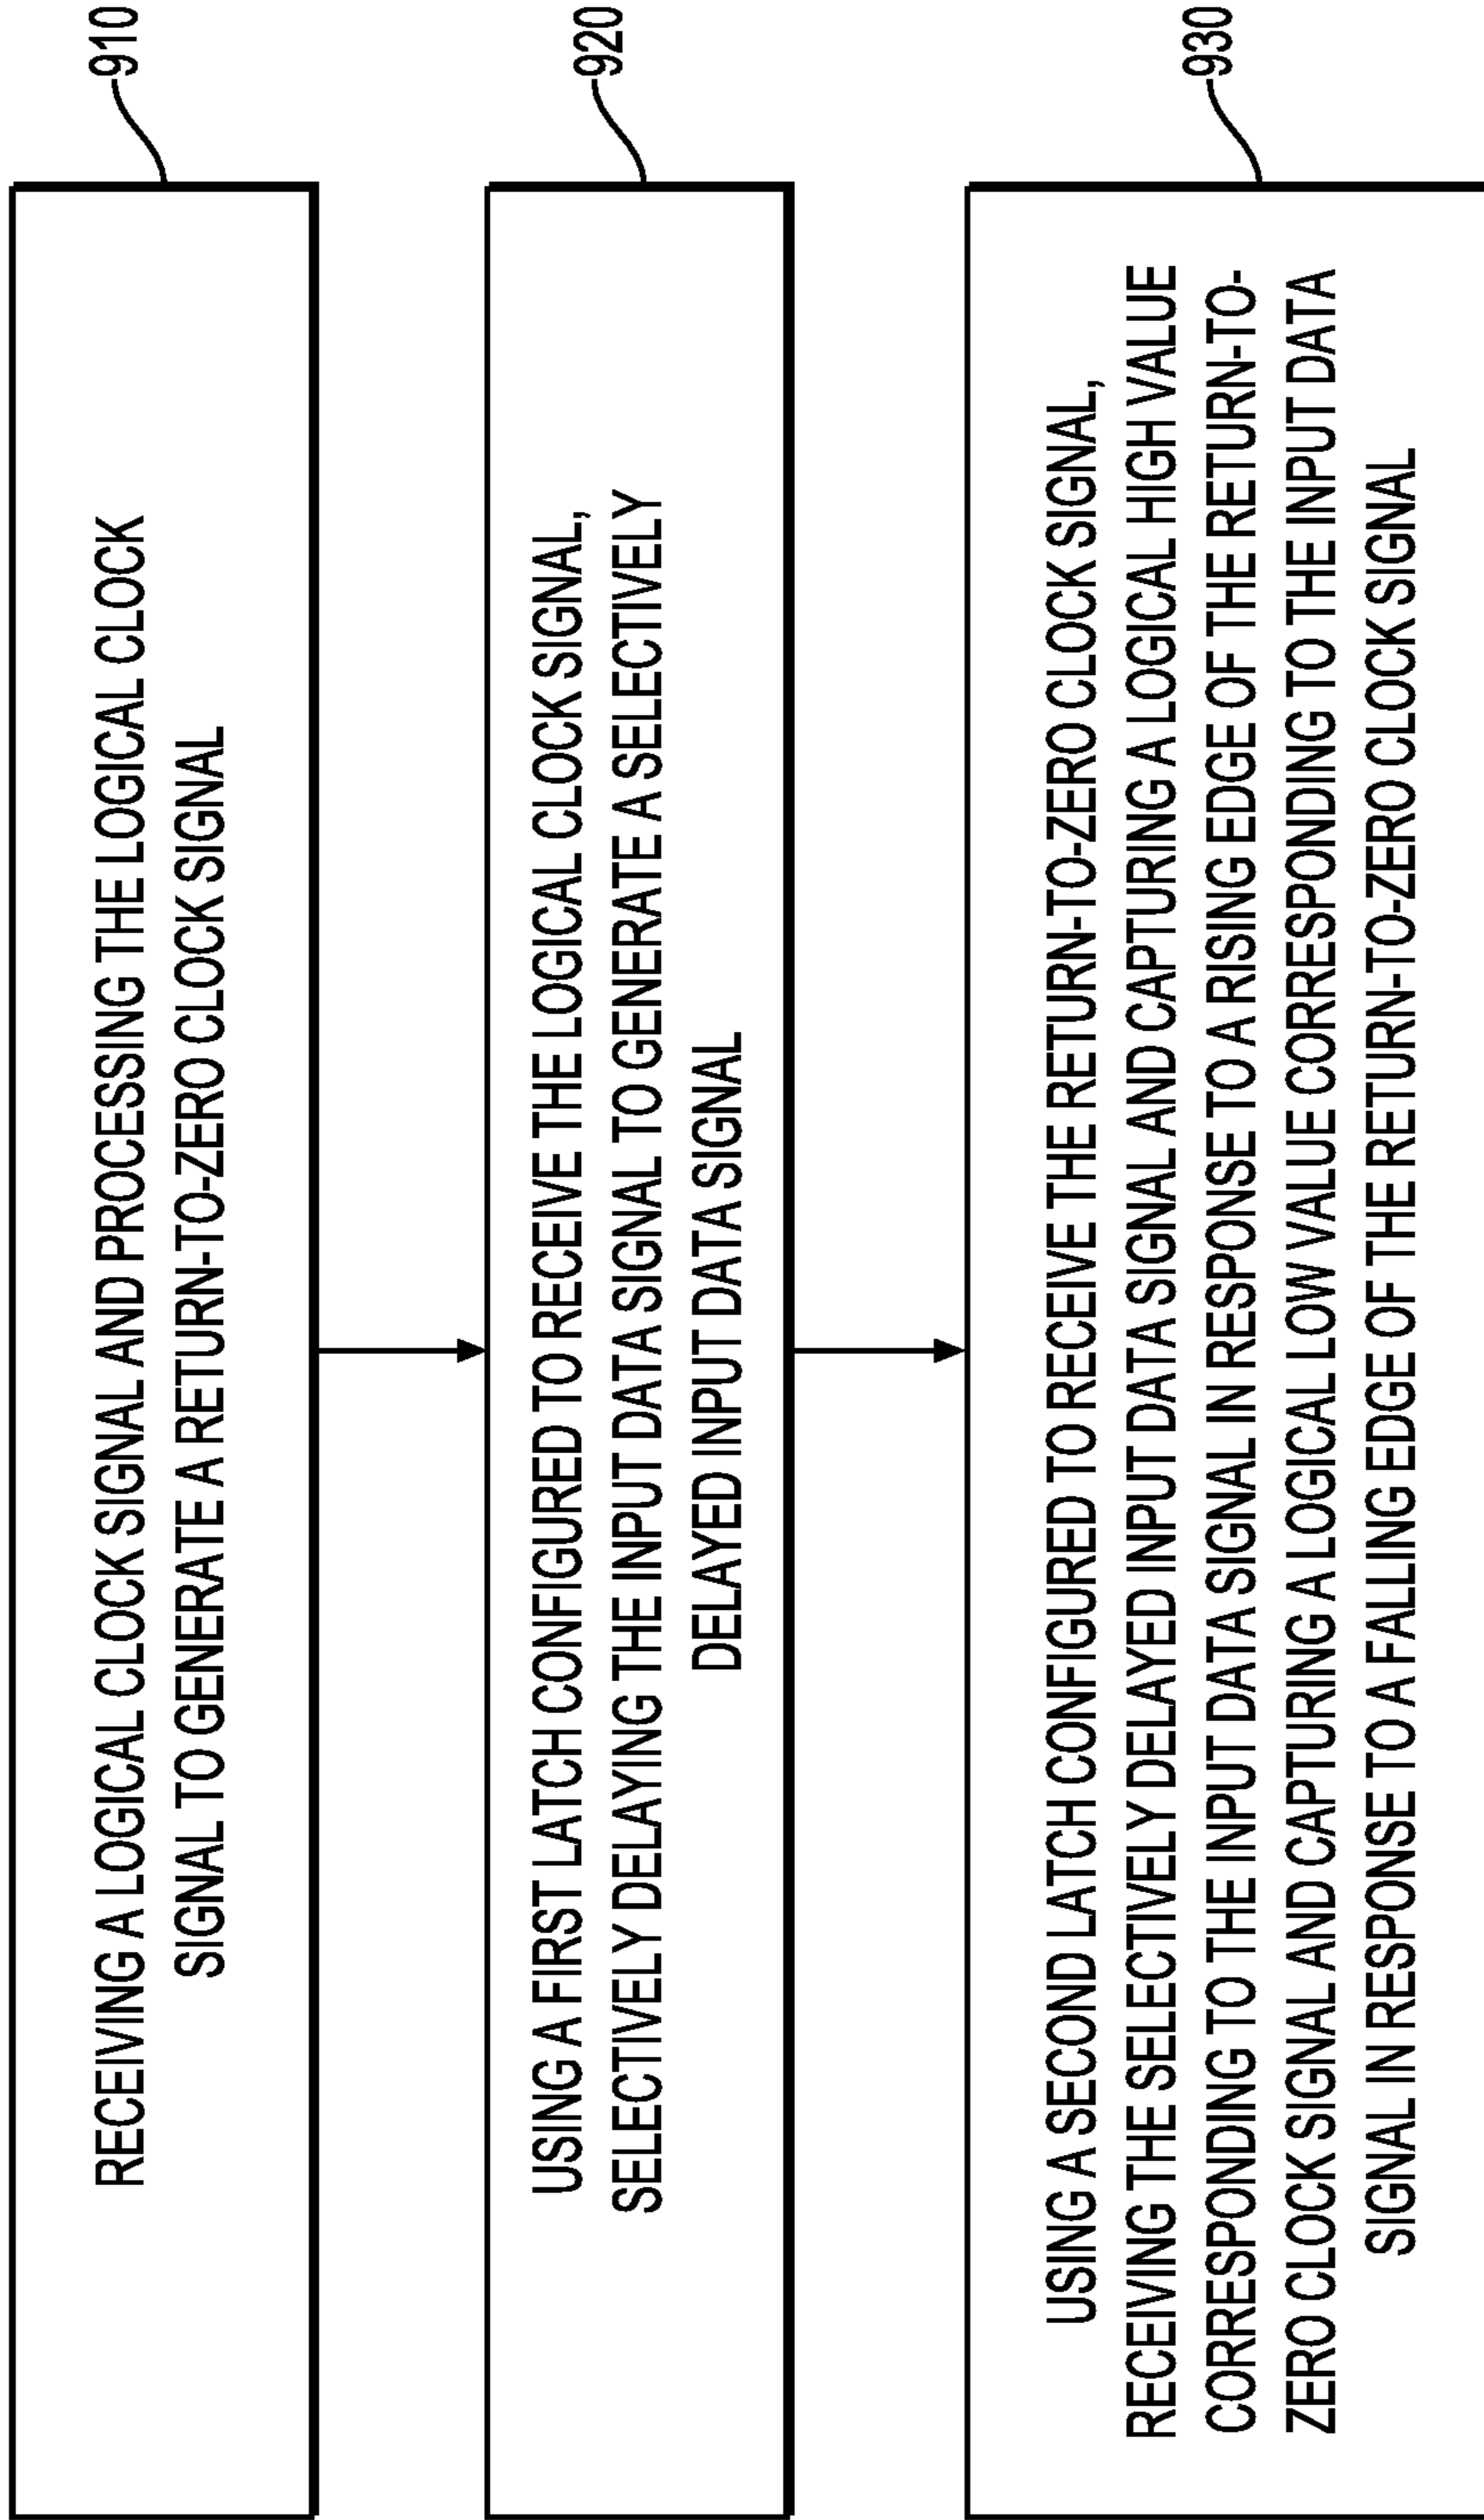 RECEIVING A LOGICAL CLOCK SIGNAL AND PROCESSING THE LOGICAL CLOCK
SIGNAL TO GENERATE A RETURN-TO-ZERO CLOCK SIGNAL
910
USING A FIRST LATCH CONFIGURED TO RECEIVE THE LOGICAL CLOCK SIGNAL,
SELECTIVELY DELAYING THE INPUT DATA SIGNAL TO GENERATE A SELECTIVELY
DELAYED INPUT DATA SIGNAL
920
USING A SECOND LATCH CONFIGURED TO RECEIVE THE RETURN-TO-ZERO CLOCK SIGNAL,
RECEIVING THE SELECTIVELY DELAYED INPUT DATA SIGNAL AND CAPTURING A LOGICAL HIGH VALUE
CORRESPONDING TO THE INPUT DATA SIGNAL IN RESPONSE TO A RISING EDGE OF THE RETURN-TO-
ZERO CLOCK SIGNAL AND CAPTURING A LOGICAL LOW VALUE CORRESPONDING TO THE INPUT DATA
SIGNAL IN RESPONSE TO A FALLING EDGE OF THE RETURN-TO-ZERO CLOCK SIGNAL
930